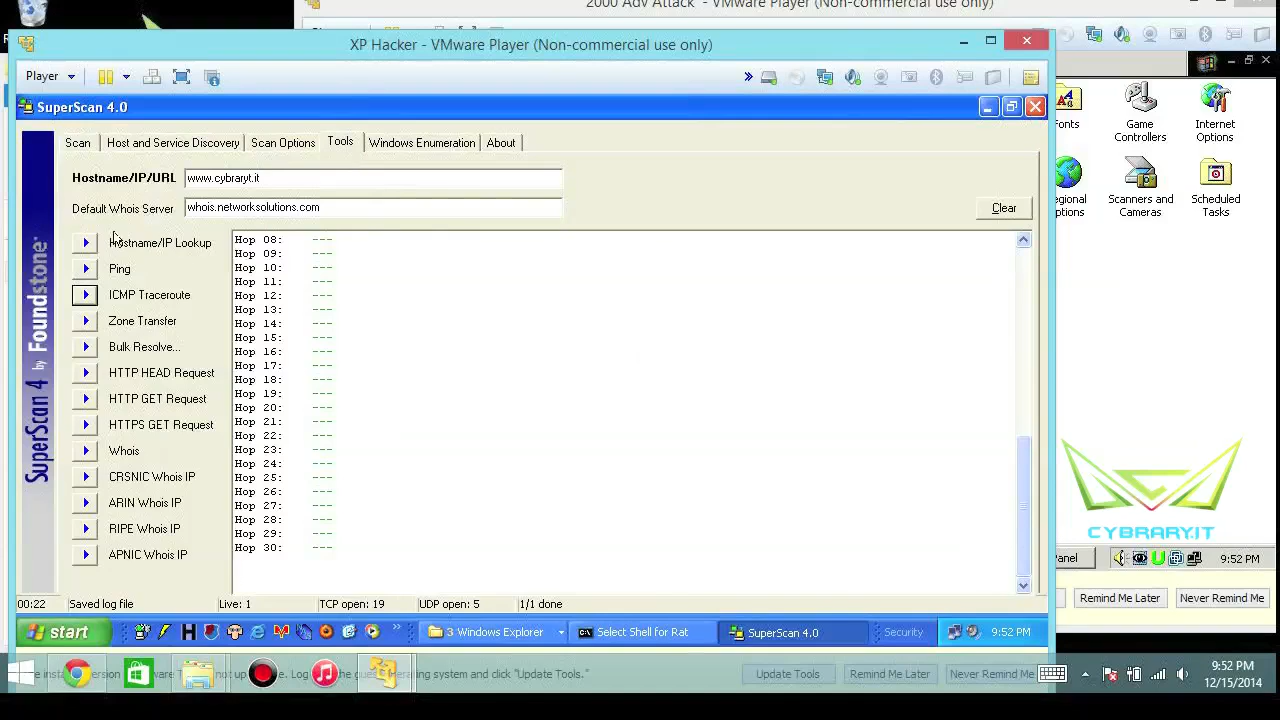 2000 Adv Attack - VMware Player (Non-commercial use only)
XP Hacker - VMware Player (Non-commercial use only)
Player
SuperScan 4.0
Scan
Host and Service Discovery
Scan Options
Tools
Windows Enumeration
About
Hostname/IP/URL
www.cybraryt.it
Default Whois Server
whois.networksolutions.com
Clear
Hostname/IP Lookup
Ping
ICMP Traceroute
Zone Transfer
Bulk Resolve...
HTTP HEAD Request
HTTP GET Request
HTTPS GET Request
Whois
CRSNIC Whois IP
ARIN Whois IP
RIPE Whois IP
APNIC Whois IP
SuperScan 4 by Foundstone
Hop 08: ---
Hop 09: ---
Hop 10: ---
Hop 11: ---
Hop 12: ---
Hop 13: ---
Hop 14: ---
Hop 15: ---
Hop 16: ---
Hop 17: ---
Hop 18: ---
Hop 19: ---
Hop 20: ---
Hop 21: ---
Hop 22: ---
Hop 23: ---
Hop 24: ---
Hop 25: ---
Hop 26: ---
Hop 27: ---
Hop 28: ---
Hop 29: ---
Hop 30: ---
00:22
Saved log file
Live: 1
TCP open: 19
UDP open: 5
1/1 done
start
3 Windows Explorer
Select Shell for Rat
SuperScan 4.0
Security
9:52 PM
Fonts
Game
Controllers
Internet
Options
Options
Scanners and
Cameras
Scheduled
Tasks
CYBRARY.IT
9:52 PM
Remind Me Later
Never Remind Me
and click "Update Tools."
Update Tools
Remind Me Later
Never Remind Me
9:52 PM
12/15/2014